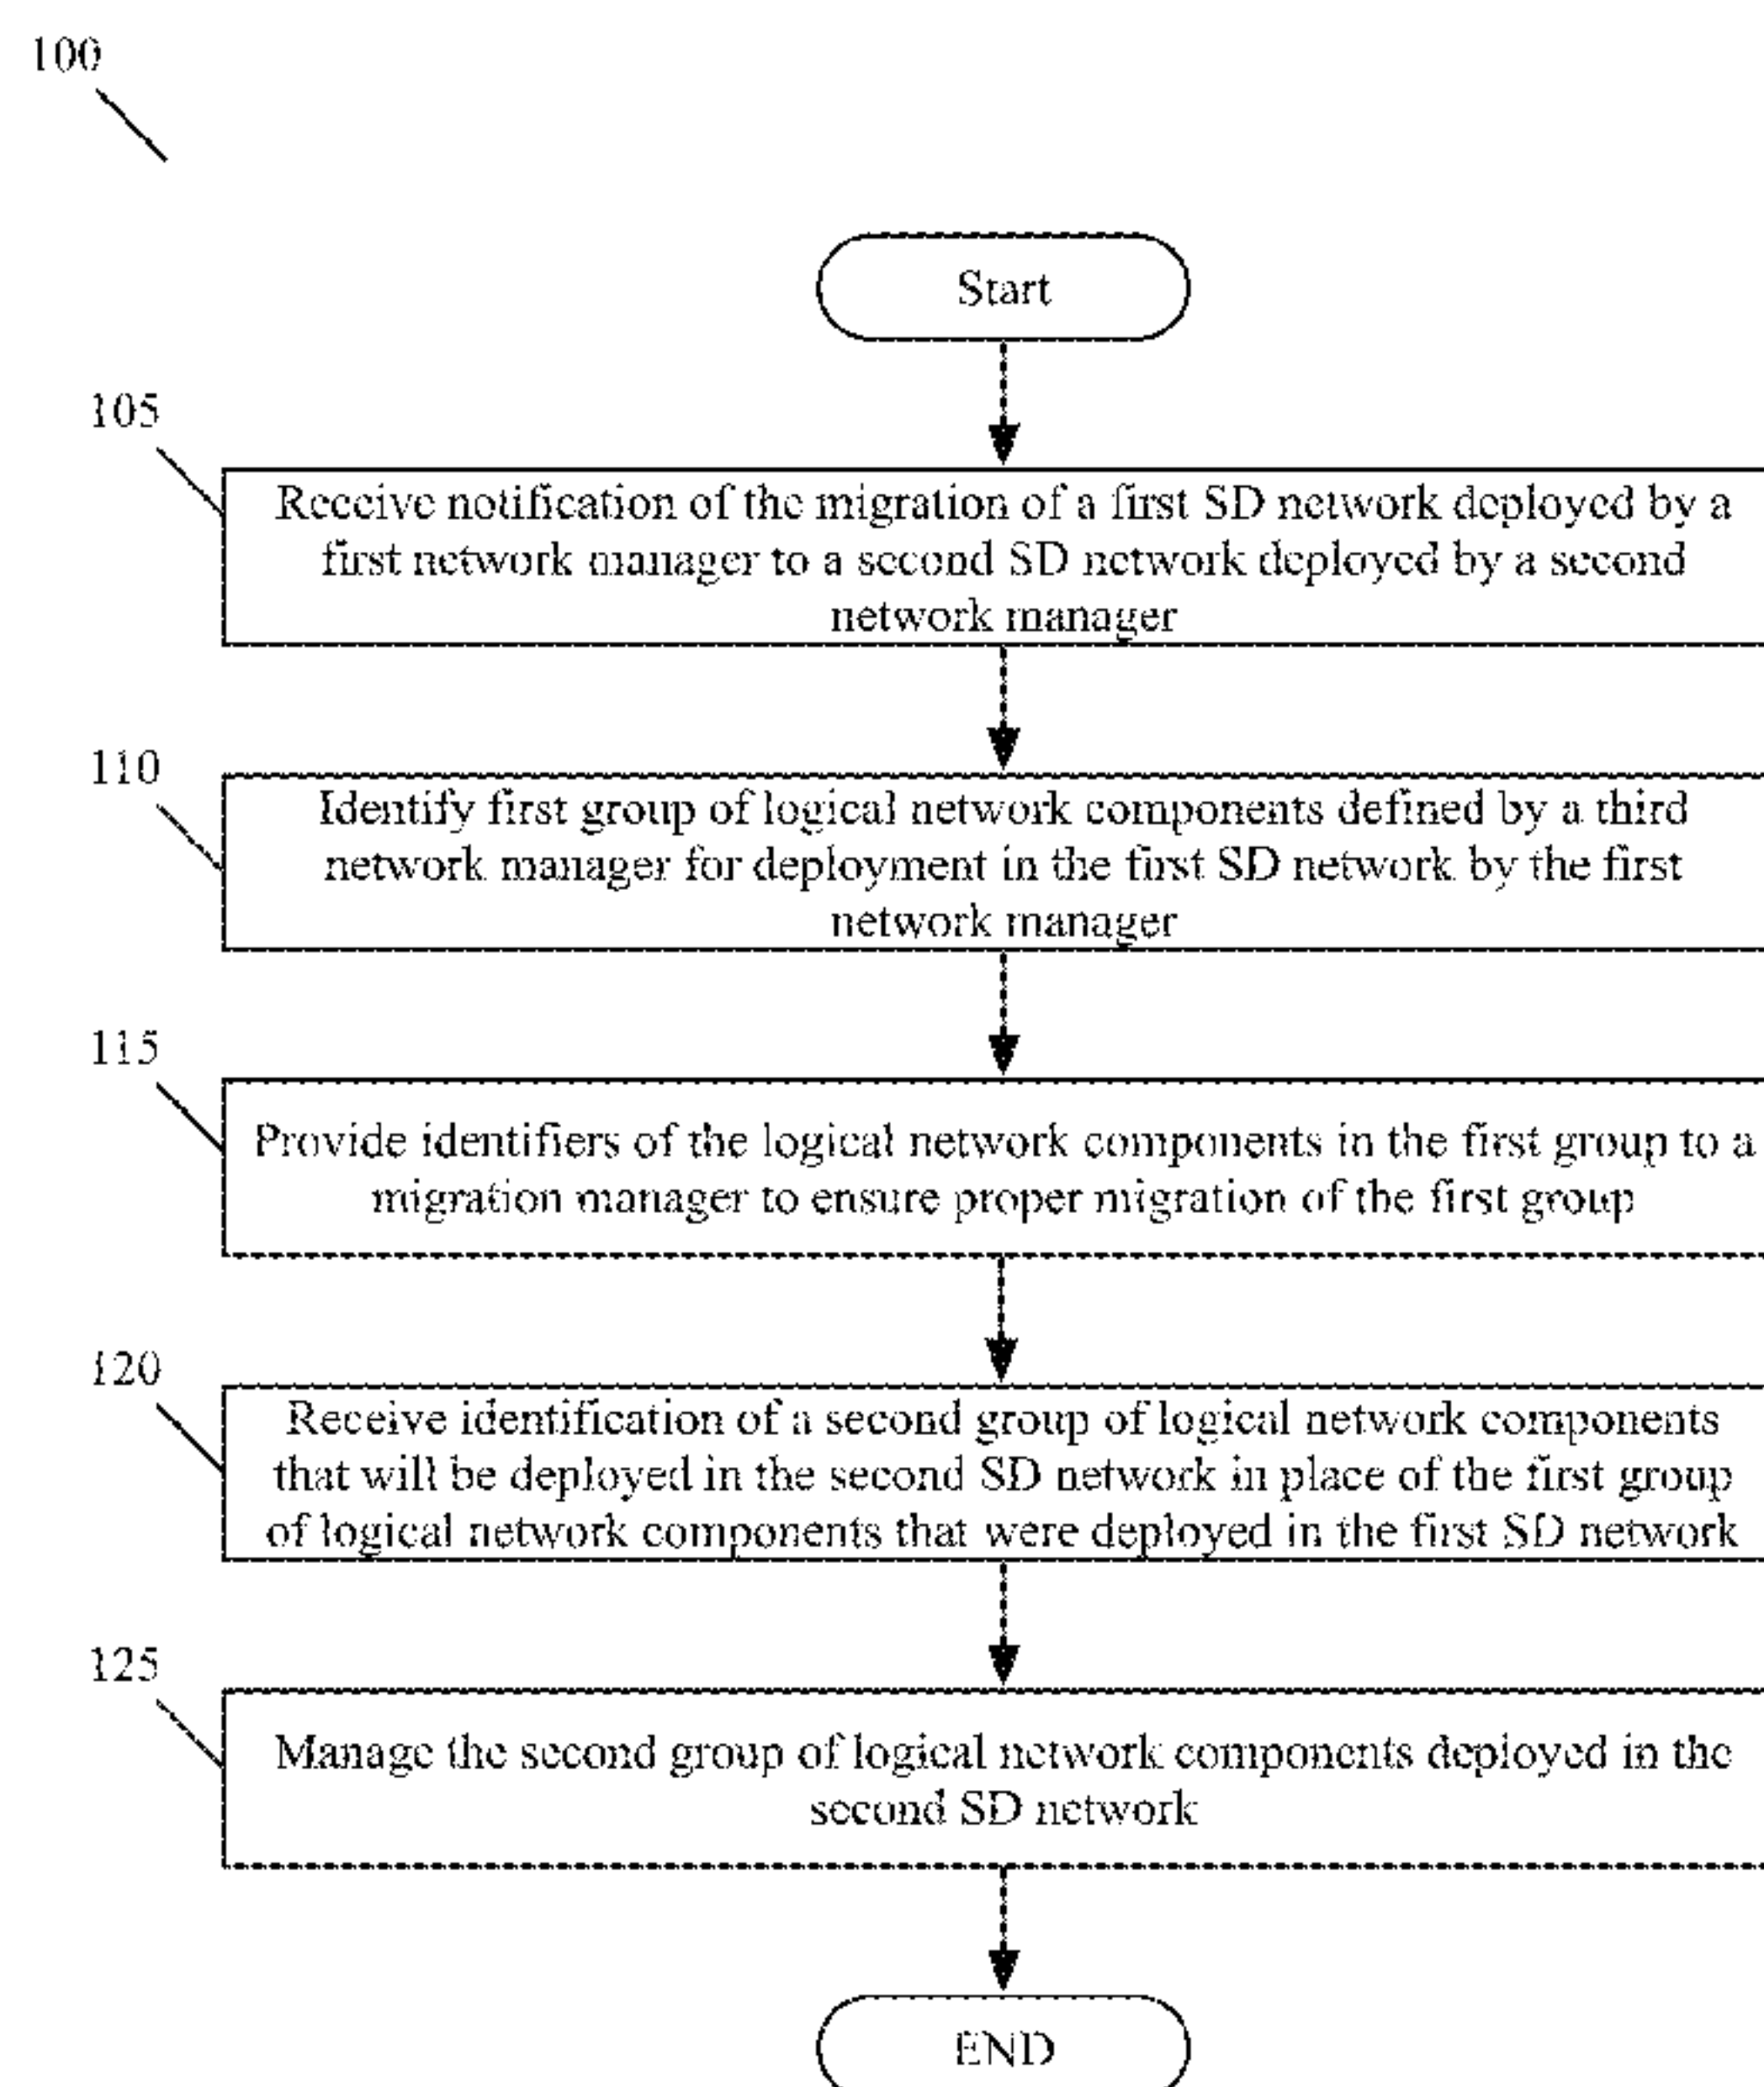 100
Start
105
Receive notification of the migration of a first SD network deployed by a
first network manager to a second SD network deployed by a second
network manager
110
Identify first group of logical network components defined by a third
network manager for deployment in the first SD network by the first
network manager
115
Provide identifiers of the logical network components in the first group to a
migration manager to ensure proper migration of the first group
120
Receive identification of a second group of logical network components
that will be deployed in the second SD network in place of the first group
of logical network components that were deployed in the first SD network
125
Manage the second group of logical network components deployed in the
second SD network
END